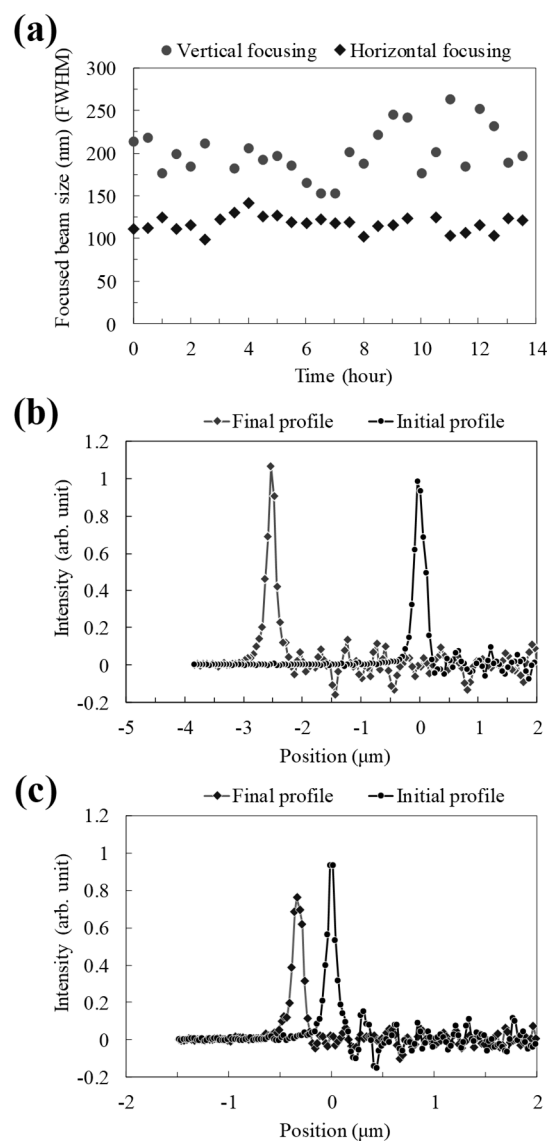 (a)
Vertical focusing Horizontal focusing
300
250
200
150
100
50
0
0 2 4 6 8 10 12 14
Focused beam size (nm) (FWHM)
Time (hour)
(b)
Final profile Initial profile
1.2
1
0.8
0.6
0.4
0.2
0
-0.2
-5 -4 -3 -2 -1 0 1 2
Intensity (arb. unit)
Position (μm)
(c)
Final profile Initial profile
1.2
1
0.8
0.6
0.4
0.2
0
-0.2
-2 -1 0 1 2
Intensity (arb. unit)
Position (μm)